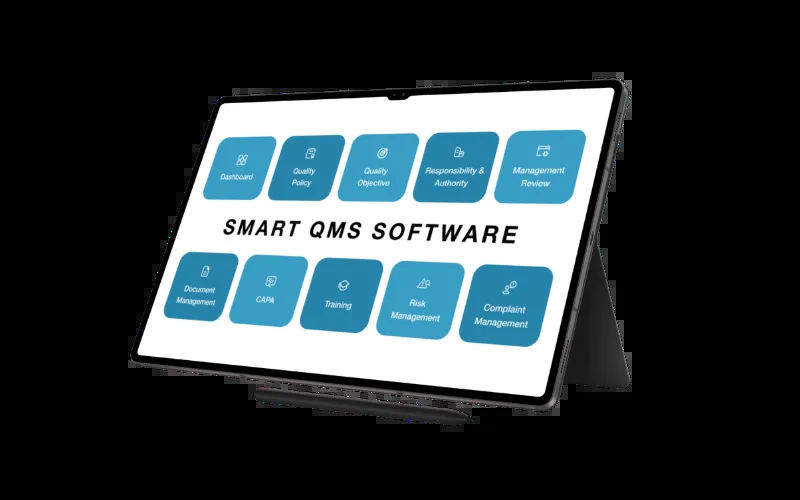 Dashboard
Quality
Policy
Quality
Objective
Responsibility &
Authority
Management
Review
SMART QMS SOFTWARE
Document
Management
CAPA
Training
Risk
Management
Complaint
Management